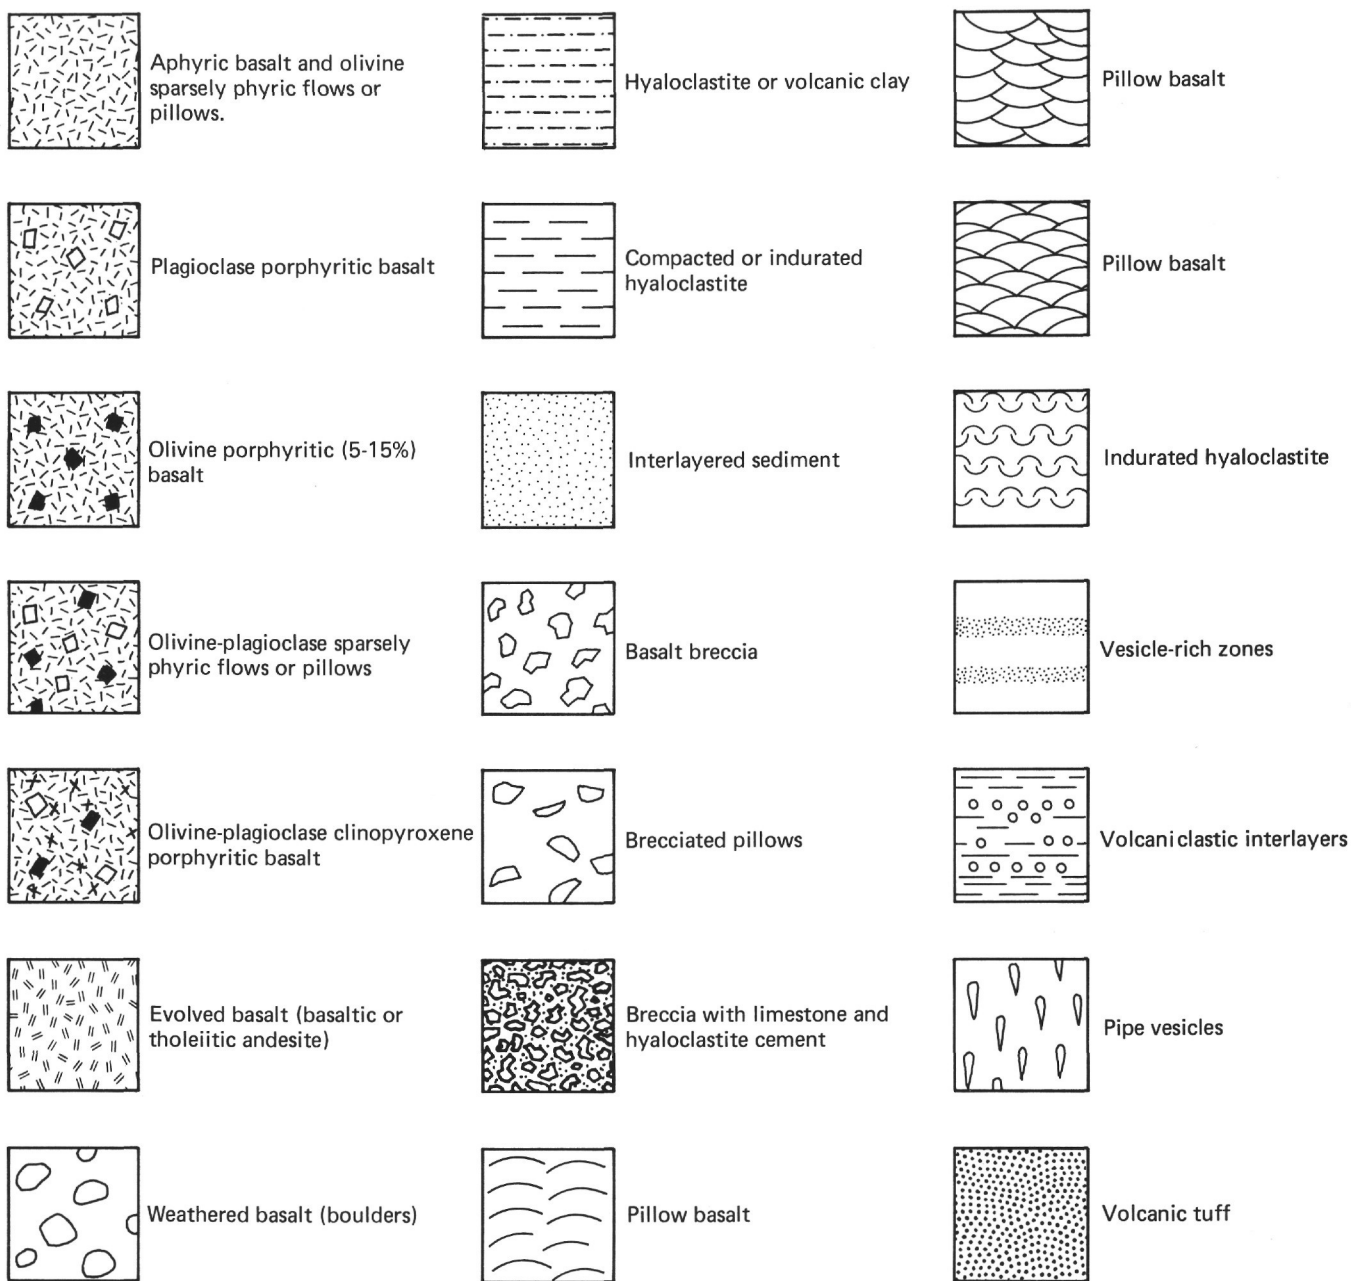 Aphyric basalt and olivine
sparsely phyric flows or
pillows.
Plagioclase porphyritic basalt
Olivine porphyritic (5-15%)
basalt
Olivine-plagioclase sparsely
phyric flows or pillows
Olivine-plagioclase clinopyroxene
porphyritic basalt
Evolved basalt (basaltic or
tholeiitic andesite)
Weathered basalt (boulders)
Hyaloclastite or volcanic clay
Compacted or indurated
hyaloclastite
Interlayered sediment
Basalt breccia
Brecciated pillows
Breccia with limestone and
hyaloclastite cement
Pillow basalt
Pillow basalt
Pillow basalt
Indurated hyaloclastite
Vesicle-rich zones
Volcaniclastic interlayers
Pipe vesicles
Volcanic tuff